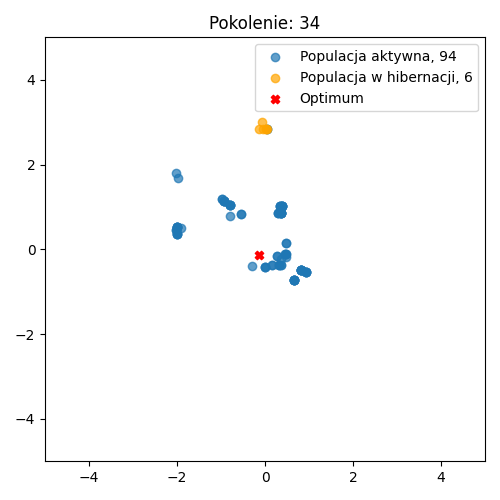 Pokolenie: 34
Populacja aktywna, 94
Populacja w hibernacji, 6
Optimum
4
2
0
−2
−4
−4 −2 0 2 4